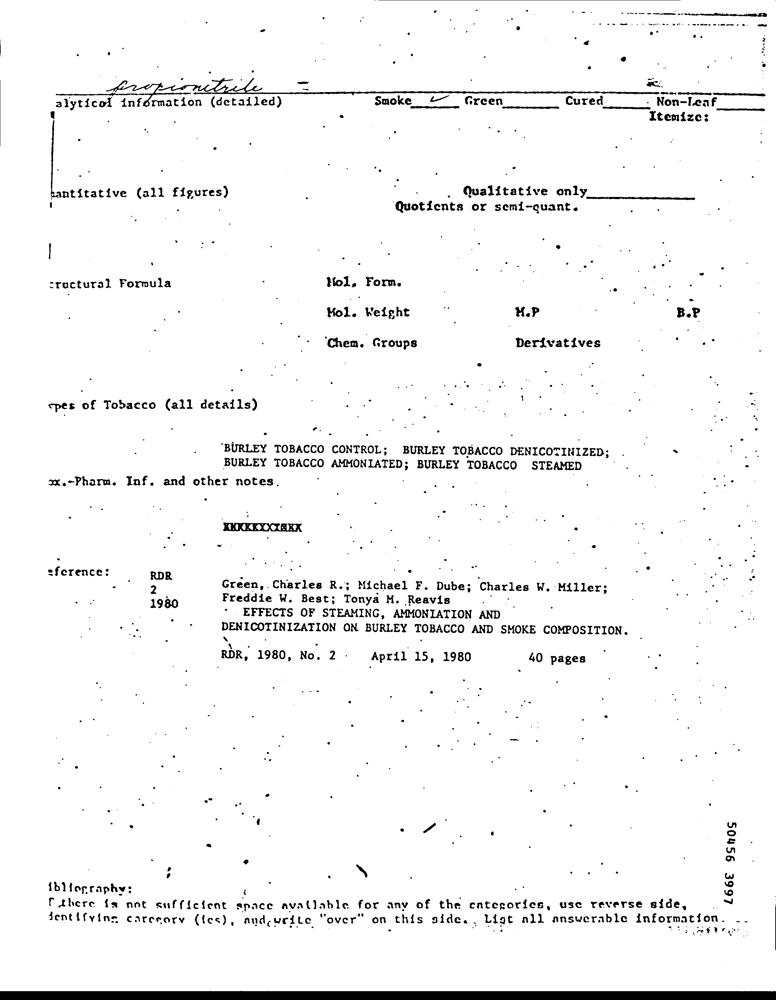 propionitrile =
alytical information (detailed) Smoke ✓ Green Cured Non-Leaf
Itemize:
antitative (all figures) Qualitative only
Quotients or semi-quant.
ructural Formula Mol. Form.
Mol. Weight M.P B.P
Chem. Groups Derivatives
ypes of Tobacco (all details)
BURLEY TOBACCO CONTROL; BURLEY TOBACCO DENICOTINIZED;
BURLEY TOBACCO AMMONIATED; BURLEY TOBACCO STEAMED
ox.-Pharm. Inf. and other notes.
eference: RDR
2
1980
Green, Charles R.; Michael F. Dube; Charles W. Miller;
Freddie W. Best; Tonya M. Reavis
EFFECTS OF STEAMING, AMMONIATION AND
DENICOTINIZATION ON BURLEY TOBACCO AND SMOKE COMPOSITION.
RDR, 1980, No. 2 April 15, 1980 40 pages
50456 3997
ibliography:
f there is not sufficient space available for any of the categories, use reverse side,
identifying category (ies), and write "over" on this side. List all answerable information.